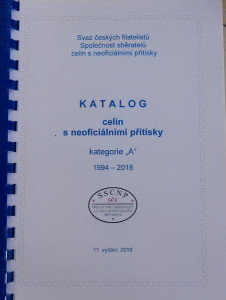 Svaz českých filatelistů
Společnost sběratelů
celin s neoficiálními přítisky
KATALOG
celin
s neoficiálními přítisky
kategorie „A“
1994 – 2018
SSCNP
SČF
11. vydání, 2018